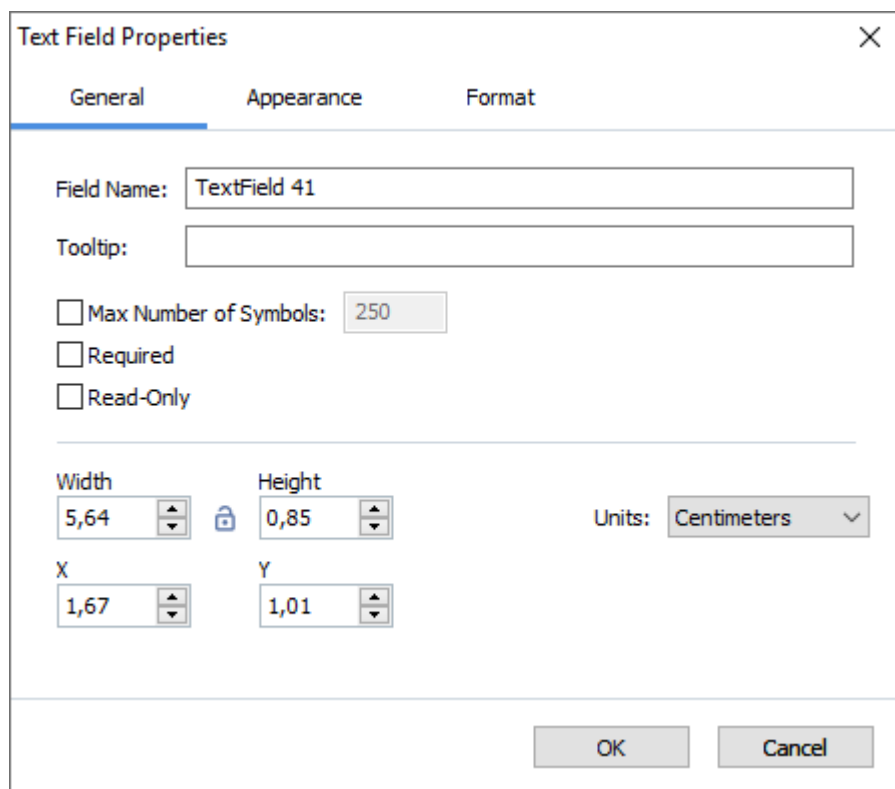 Text Field Properties
General Appearance Format
Field Name: TextField 41
Tooltip:
Max Number of Symbols: 250
Required
Read-Only
Width Height
5,64 0,85 Units: Centimeters
X Y
1,67 1,01
OK Cancel